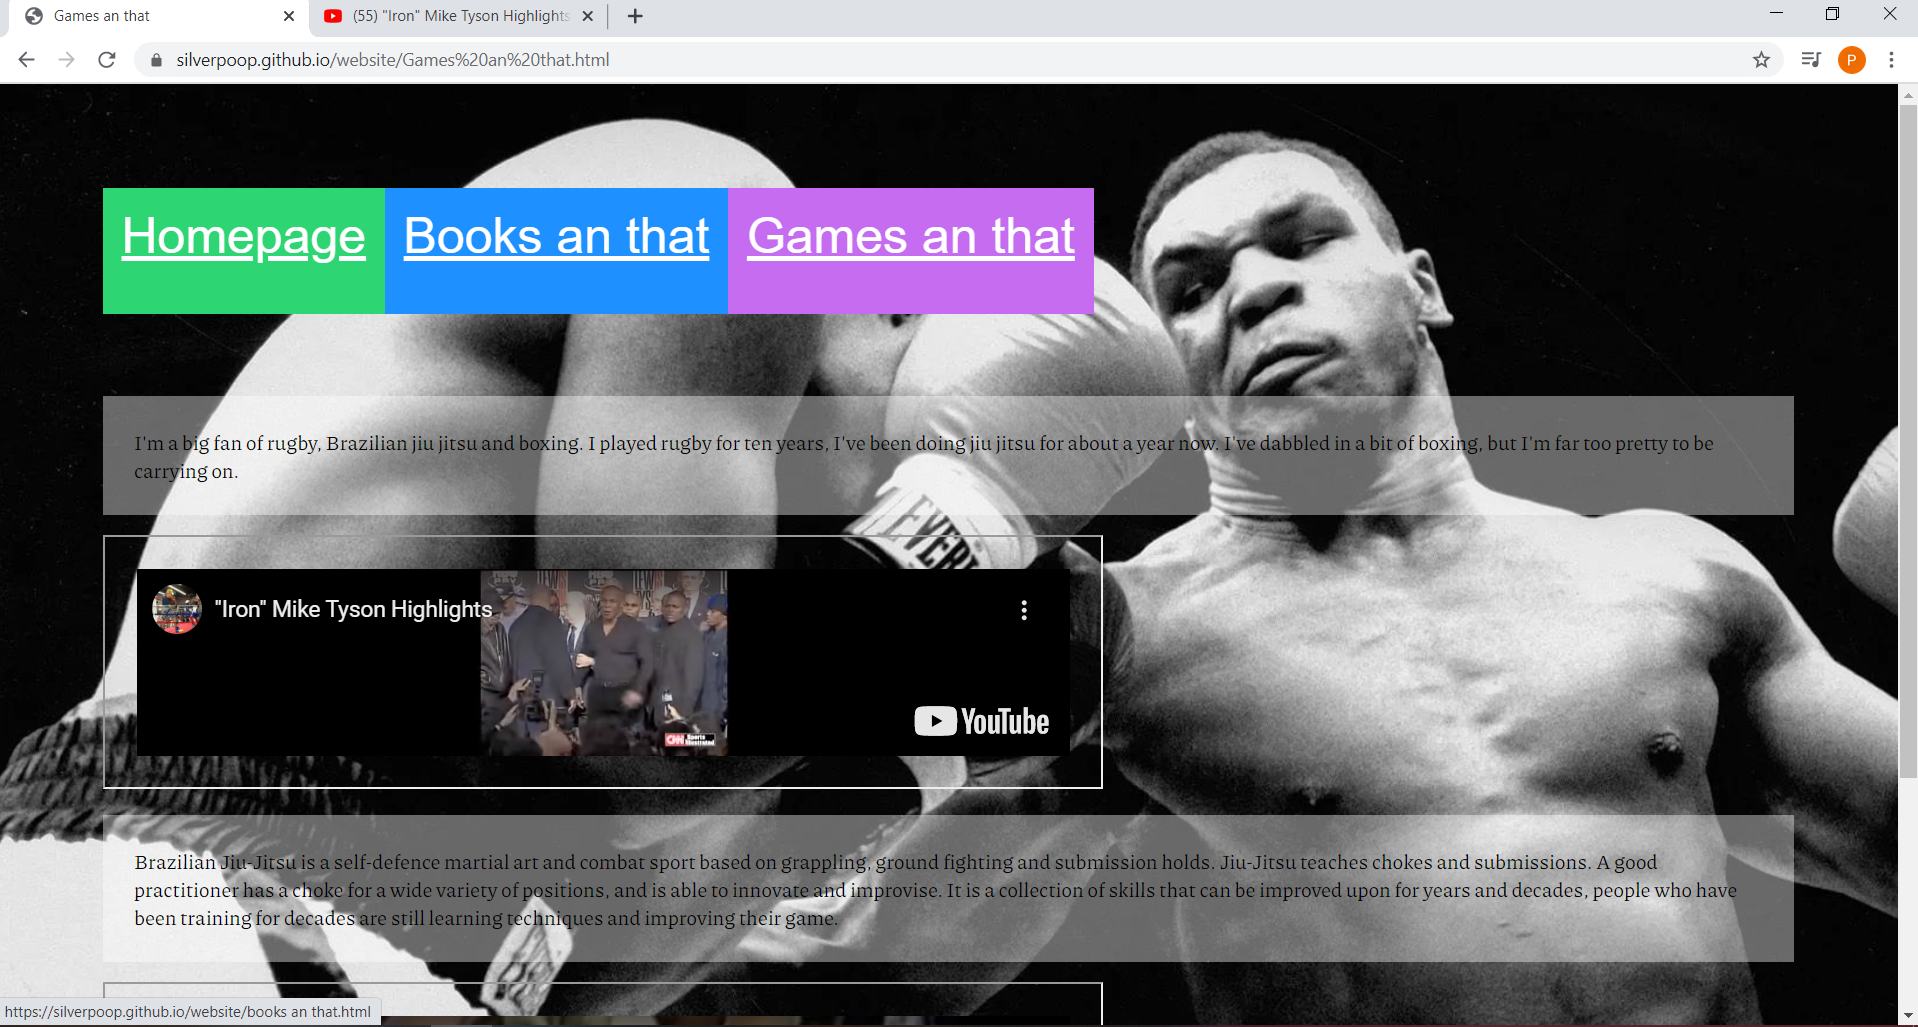 Games an that
(55) "Iron" Mike Tyson Highlights
silverpoop.github.io/website/Games%20an%20that.html
P
Homepage
Books an that
Games an that
I'm a big fan of rugby, Brazilian jiu jitsu and boxing. I played rugby for ten years, I've been doing jiu jitsu for about a year now. I've dabbled in a bit of boxing, but I'm far too pretty to be
carrying on.
EVERL
"Iron" Mike Tyson Highlights
CNN Sports Illustrated
YouTube
Brazilian Jiu-Jitsu is a self-defence martial art and combat sport based on grappling, ground fighting and submission holds. Jiu-Jitsu teaches chokes and submissions. A good
practitioner has a choke for a wide variety of positions, and is able to innovate and improvise. It is a collection of skills that can be improved upon for years and decades, people who have
been training for decades are still learning techniques and improving their game.
https://silverpoop.github.io/website/books an that.html